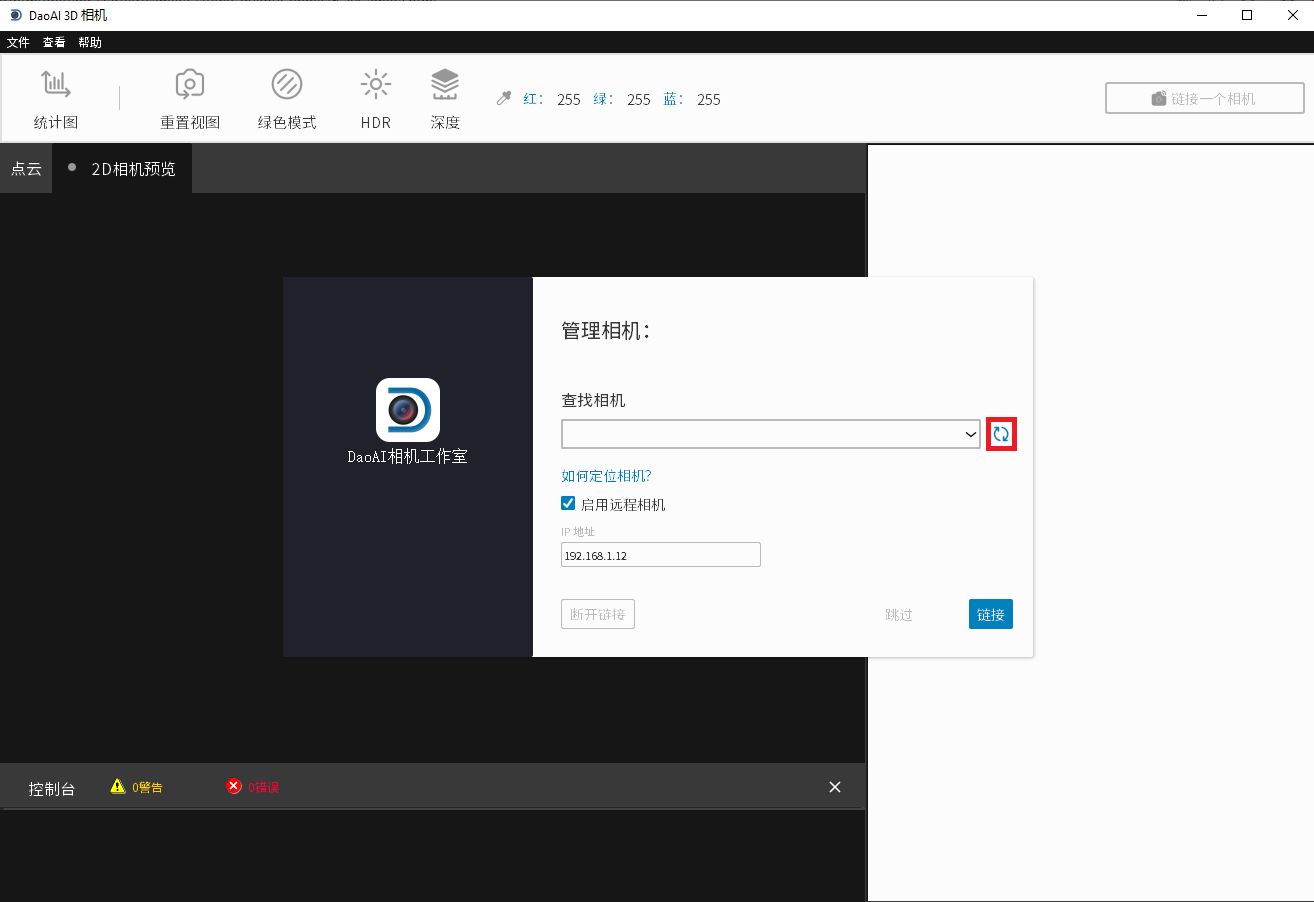 DaoAI 3D 相机
文件 查看 帮助
统计图 重置视图 绿色模式 HDR 深度 红: 255 绿: 255 蓝: 255 链接一个相机
点云 2D相机预览
管理相机:
查找相机
DaoAI相机工作室
如何定位相机?
启用远程相机
IP 地址
192.168.1.12
断开链接 跳过 链接
控制台 0警告 0错误